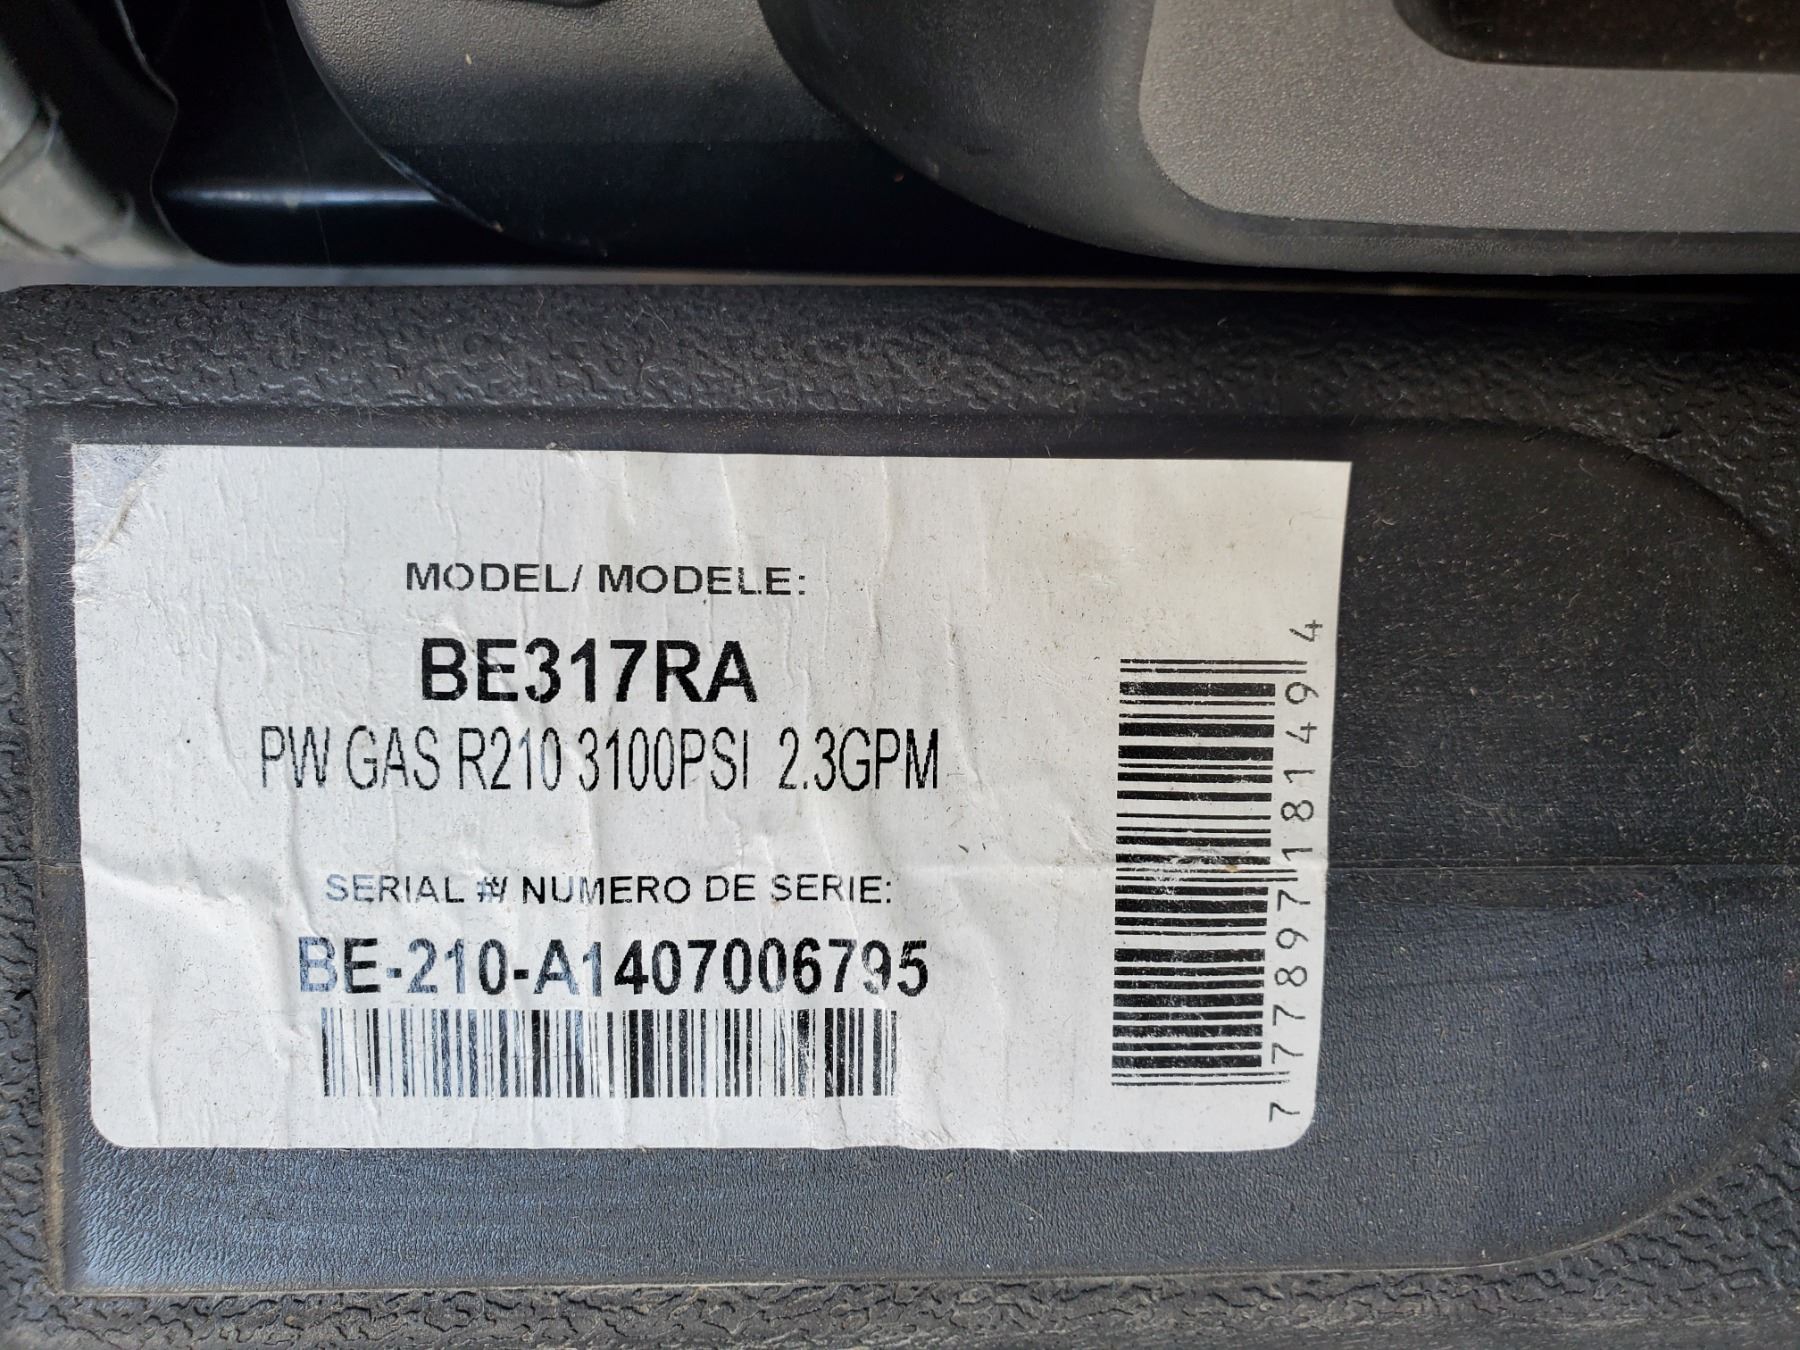 MODEL/ MODELE:
BE317RA
PW GAS R210 3100PSI 2.3GPM
SERIAL #/ NUMERO DE SERIE:
BE-210-A1407006795
7 77897 18149 4